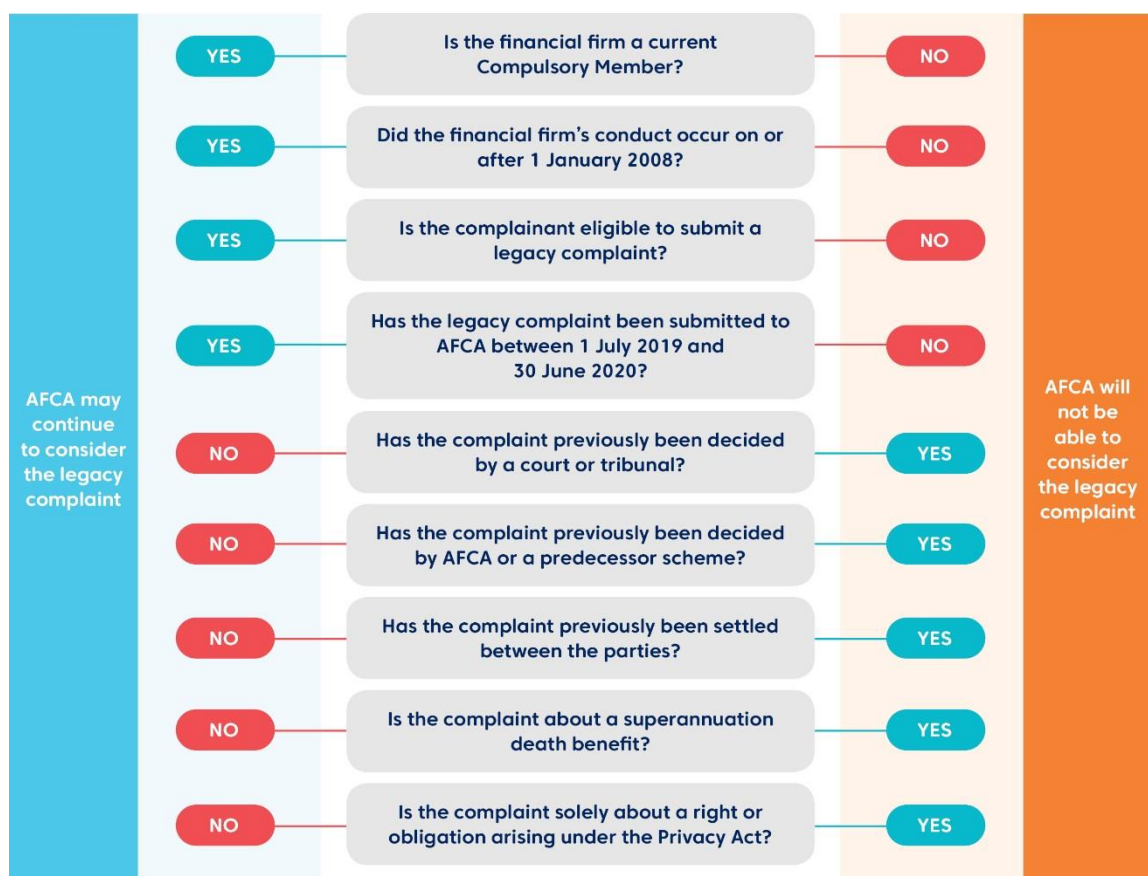 YES
Is the financial firm a current
Compulsory Member?
NO
YES
Did the financial firm's conduct occur on or
after 1 January 2008?
NO
YES
Is the complainant eligible to submit a
legacy complaint?
NO
YES
Has the legacy complaint been submitted to
AFCA between 1 July 2019 and
30 June 2020?
NO
AFCA may
continue
to consider
the legacy
complaint
NO
Has the complaint previously been decided
by a court or tribunal?
YES
NO
Has the complaint previously been decided
by AFCA or a predecessor scheme?
YES
NO
Has the complaint previously been settled
between the parties?
YES
NO
Is the complaint about a superannuation
death benefit?
YES
NO
Is the complaint solely about a right or
obligation arising under the Privacy Act?
YES
AFCA will
not be
able to
consider
the legacy
complaint